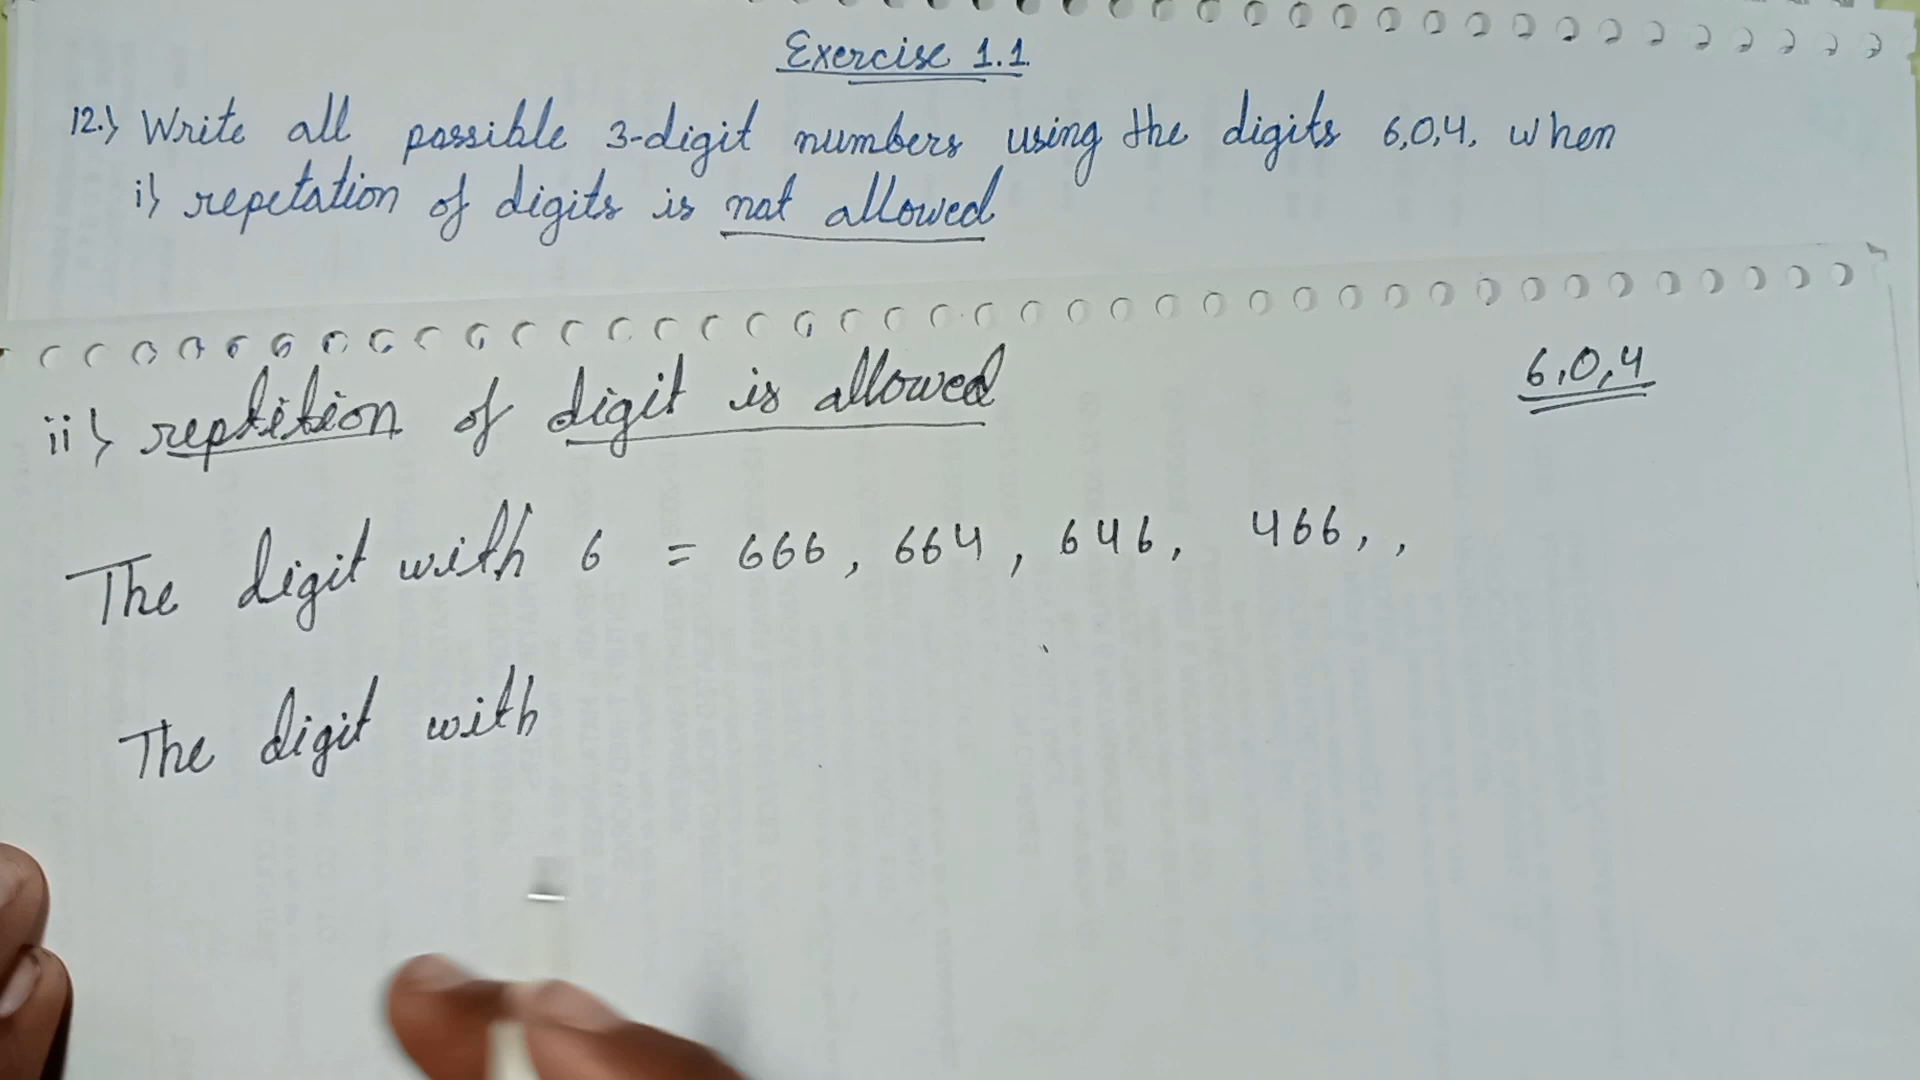 Exercise 1.1
12.) Write all possible 3-digit numbers using the digits 6,0,4, when
i) repetation of digits is not allowed
6,0,4
ii) reptition of digit is allowed
The digit with 6 = 666, 664, 646, 466, ,
The digit with